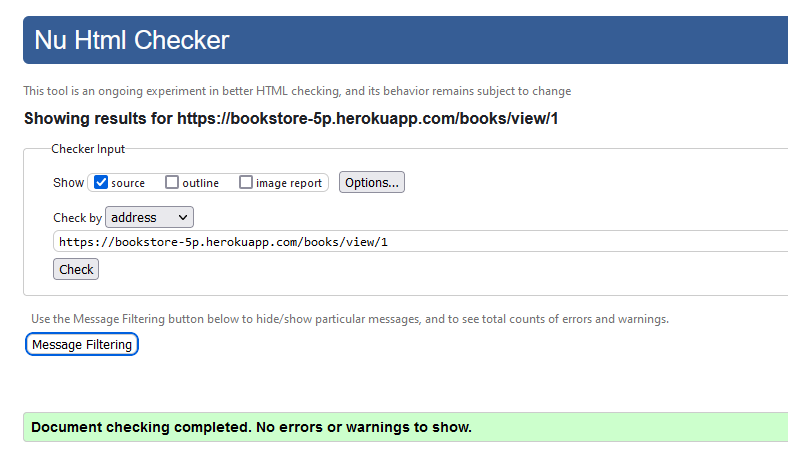 Nu Html Checker
This tool is an ongoing experiment in better HTML checking, and its behavior remains subject to change
Showing results for https://bookstore-5p.herokuapp.com/books/view/1
Checker Input
Show source outline image report Options...
Check by address
https://bookstore-5p.herokuapp.com/books/view/1
Check
Use the Message Filtering button below to hide/show particular messages, and to see total counts of errors and warnings.
Message Filtering
Document checking completed. No errors or warnings to show.